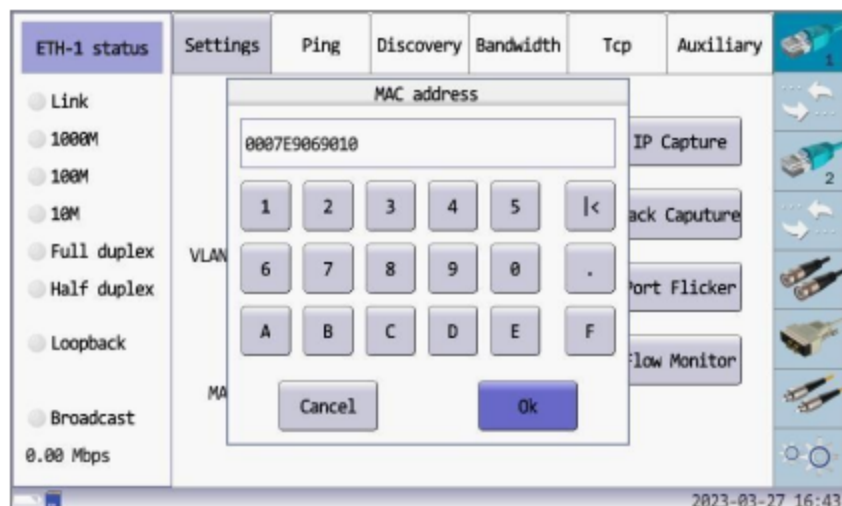 ETH-1 status
Settings
Ping
Discovery
Bandwidth
Tcp
Auxiliary
1
Link
1000M
100M
10M
Full duplex
Half duplex
Loopback
Broadcast
0.00 Mbps
MAC address
0007E9069010
1 2 3 4 5 |<
6 7 8 9 0 .
A B C D E F
Cancel
Ok
VLAN
MA
IP Capture
ack Caputure
Port Flicker
Flow Monitor
2
2023-03-27 16:43